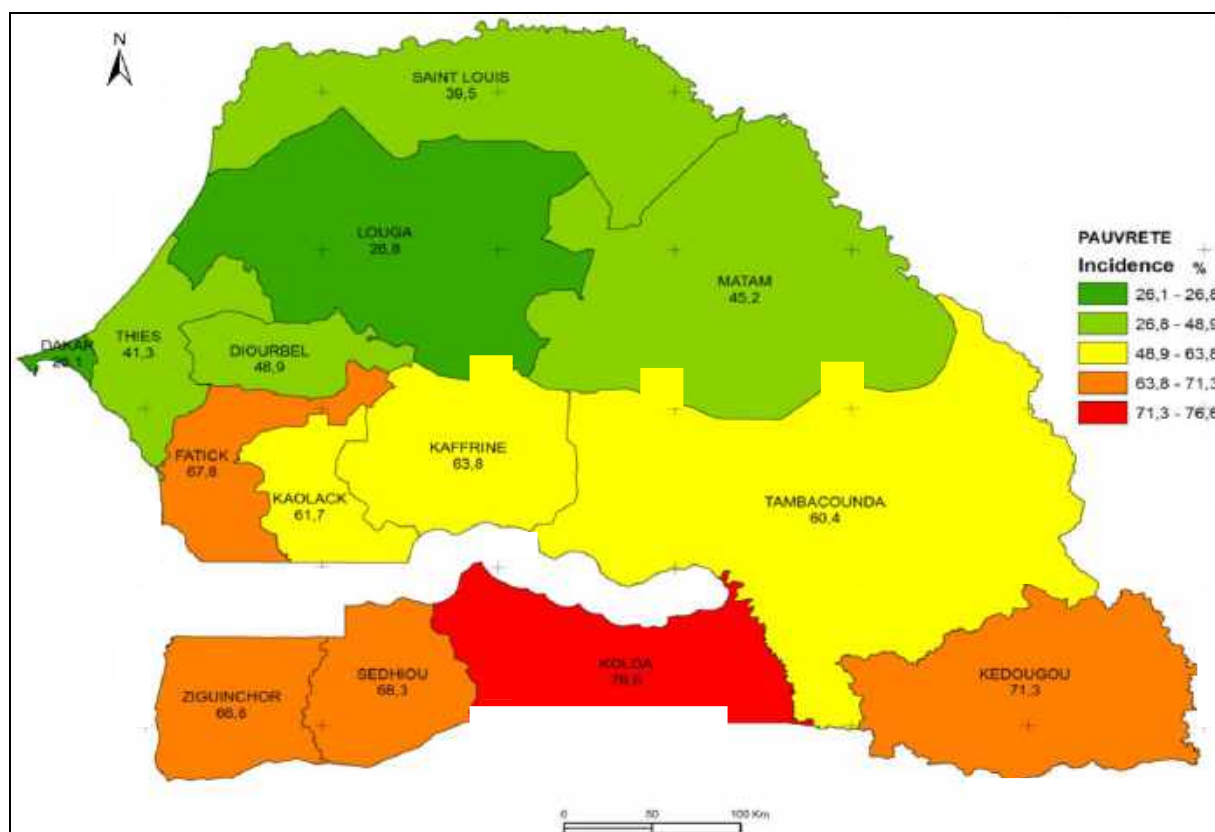 N
SAINT LOUIS
39,5
LOUGA
26,8
MATAM
45,2
DAKAR
26,1
THIES
41,3
DIOURBEL
48,9
FATICK
67,8
KAOLACK
61,7
KAFFRINE
63,8
TAMBACOUNDA
60,4
ZIGUINCHOR
66,8
SEDHIOU
68,3
KOLDA
76,6
KEDOUGOU
71,3
PAUVRETE
Incidence %
26,1 - 26,8
26,8 - 48,9
48,9 - 63,8
63,8 - 71,3
71,3 - 76,6
0 50 100 Km